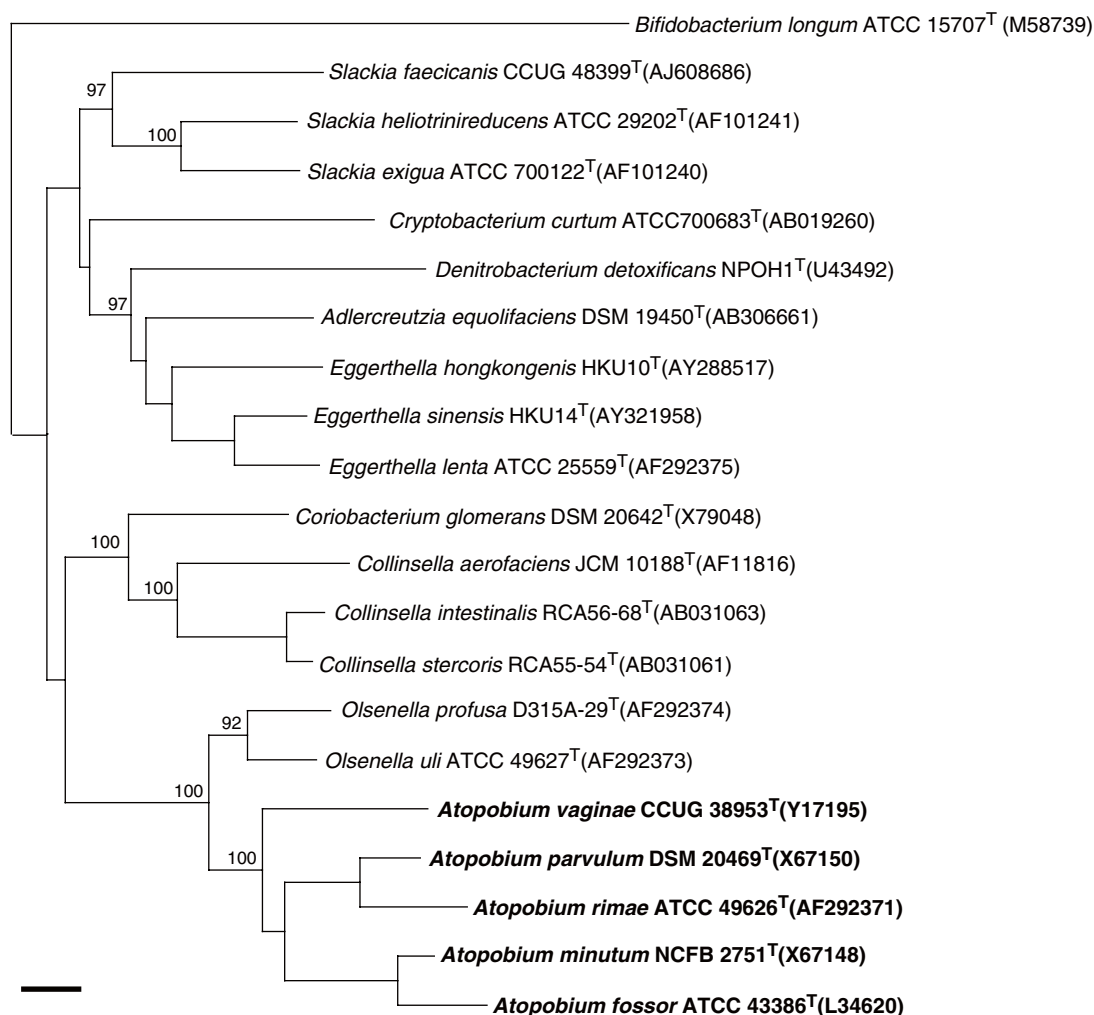 Bifidobacterium longum ATCC 15707T (M58739)
Slackia faecicanis CCUG 48399T(AJ608686)
97
Slackia heliotrinireducens ATCC 29202T(AF101241)
100
Slackia exigua ATCC 700122T(AF101240)
Cryptobacterium curtum ATCC700683T(AB019260)
Denitrobacterium detoxificans NPOH1T(U43492)
97
Adlercreutzia equolifaciens DSM 19450T(AB306661)
Eggerthella hongkongenis HKU10T(AY288517)
Eggerthella sinensis HKU14T(AY321958)
Eggerthella lenta ATCC 25559T(AF292375)
Coriobacterium glomerans DSM 20642T(X79048)
100
Collinsella aerofaciens JCM 10188T(AF11816)
100
Collinsella intestinalis RCA56-68T(AB031063)
Collinsella stercoris RCA55-54T(AB031061)
Olsenella profusa D315A-29T(AF292374)
92
Olsenella uli ATCC 49627T(AF292373)
100
Atopobium vaginae CCUG 38953T(Y17195)
100
Atopobium parvulum DSM 20469T(X67150)
Atopobium rimae ATCC 49626T(AF292371)
Atopobium minutum NCFB 2751T(X67148)
Atopobium fossor ATCC 43386T(L34620)